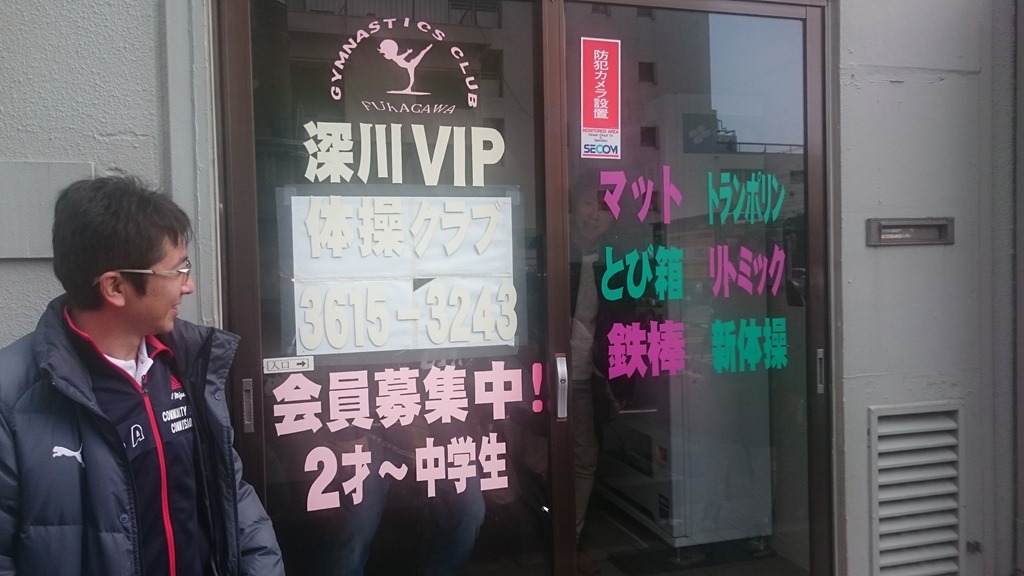 GYMNASTICS CLUB
FUKAGAWA
深川VIP
体操クラブ
3615-3243
入口→
会員募集中!
2才～中学生
防犯カメラ設置
MONITORED AREA
SECOM
マット トランポリン
とび箱 リトミック
鉄棒 新体操
COMMUNITY
PUMA